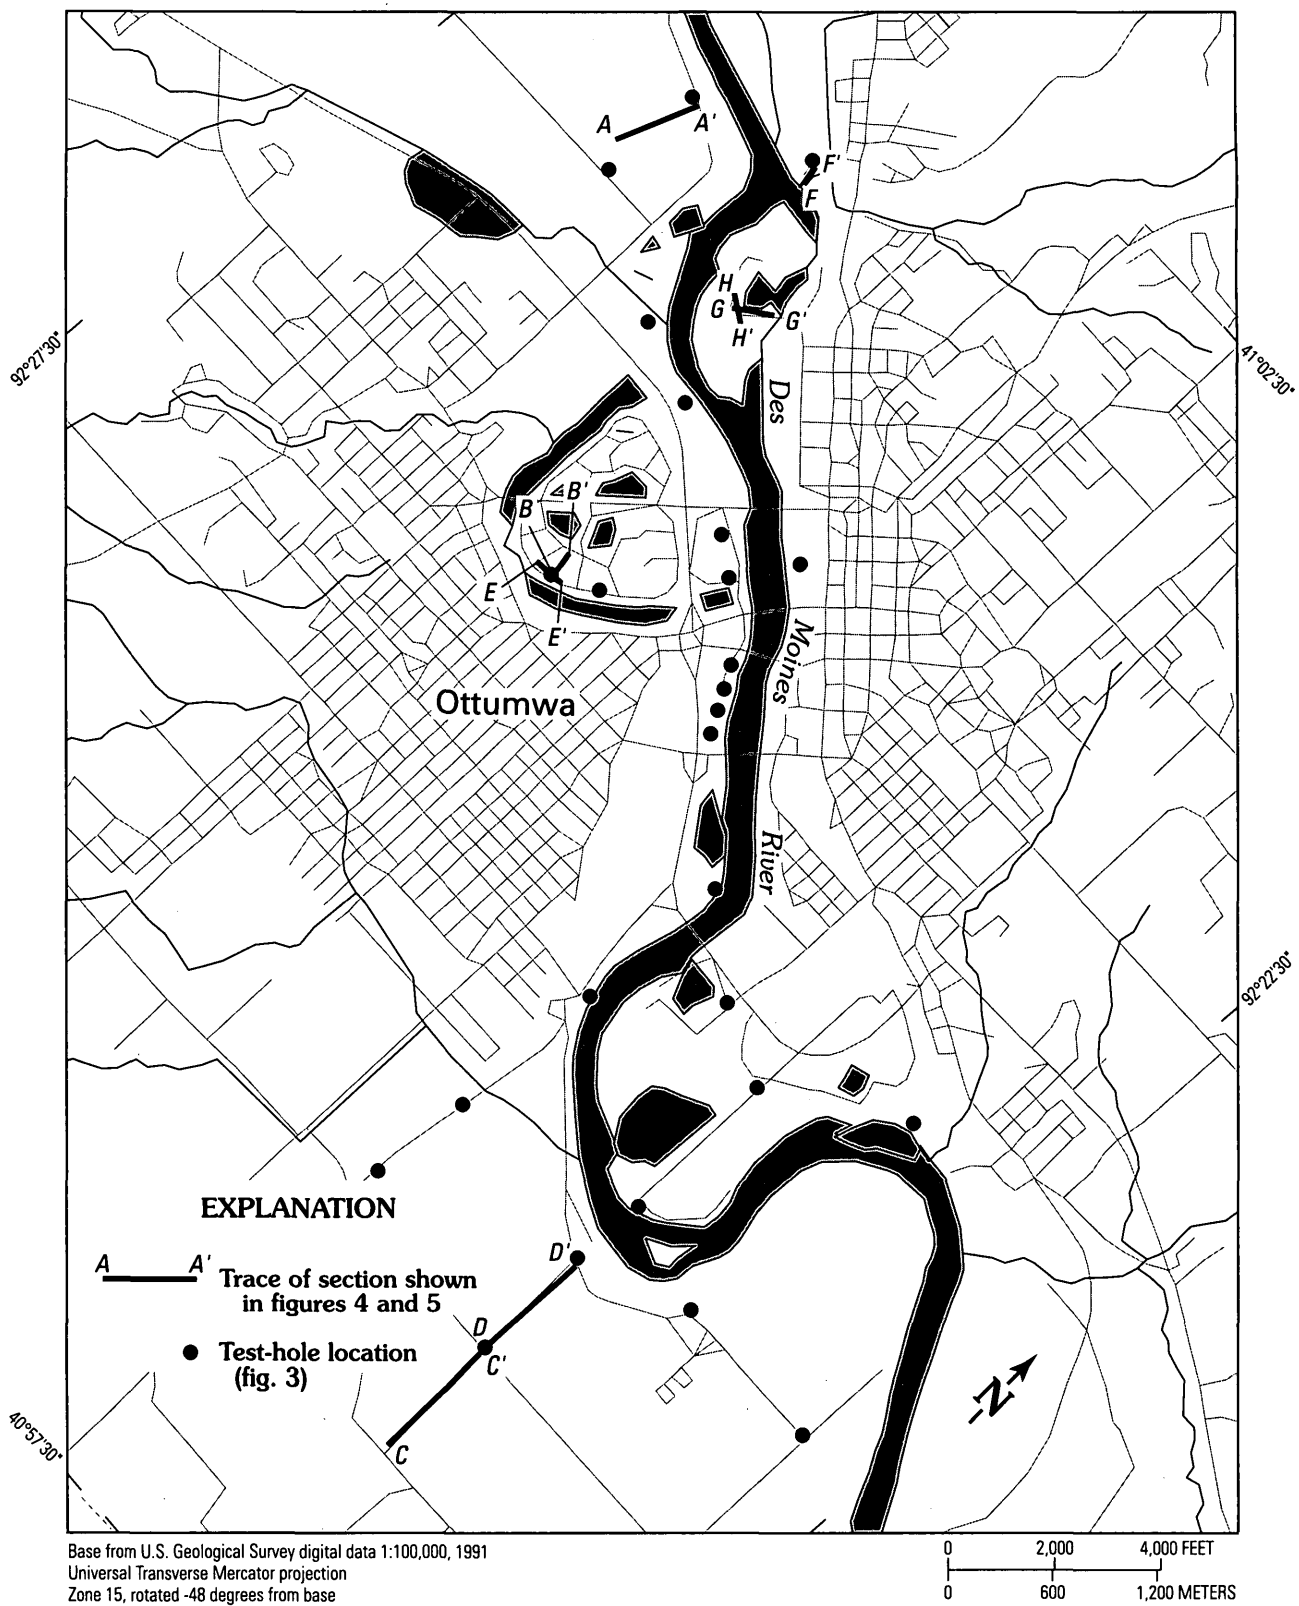 A
A'
F'
F
H
G
G'
H'
92°27'30"
41°02'30"
Des
B
B'
E
E'
Moines
Ottumwa
River
92°22'30"
EXPLANATION
A A' Trace of section shown
in figures 4 and 5
Test-hole location
(fig. 3)
D'
D
C'
C
-N
40°57'30"
Base from U.S. Geological Survey digital data 1:100,000, 1991
Universal Transverse Mercator projection
Zone 15, rotated -48 degrees from base
0 2,000 4,000 FEET
0 600 1,200 METERS